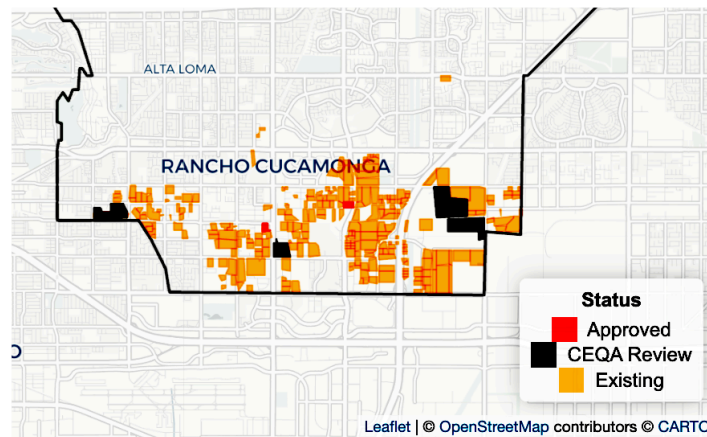 ALTA LOMA
RANCHO CUCAMONGA
Status
Approved
CEQA Review
Existing
O
Leaflet | © OpenStreetMap contributors © CARTO